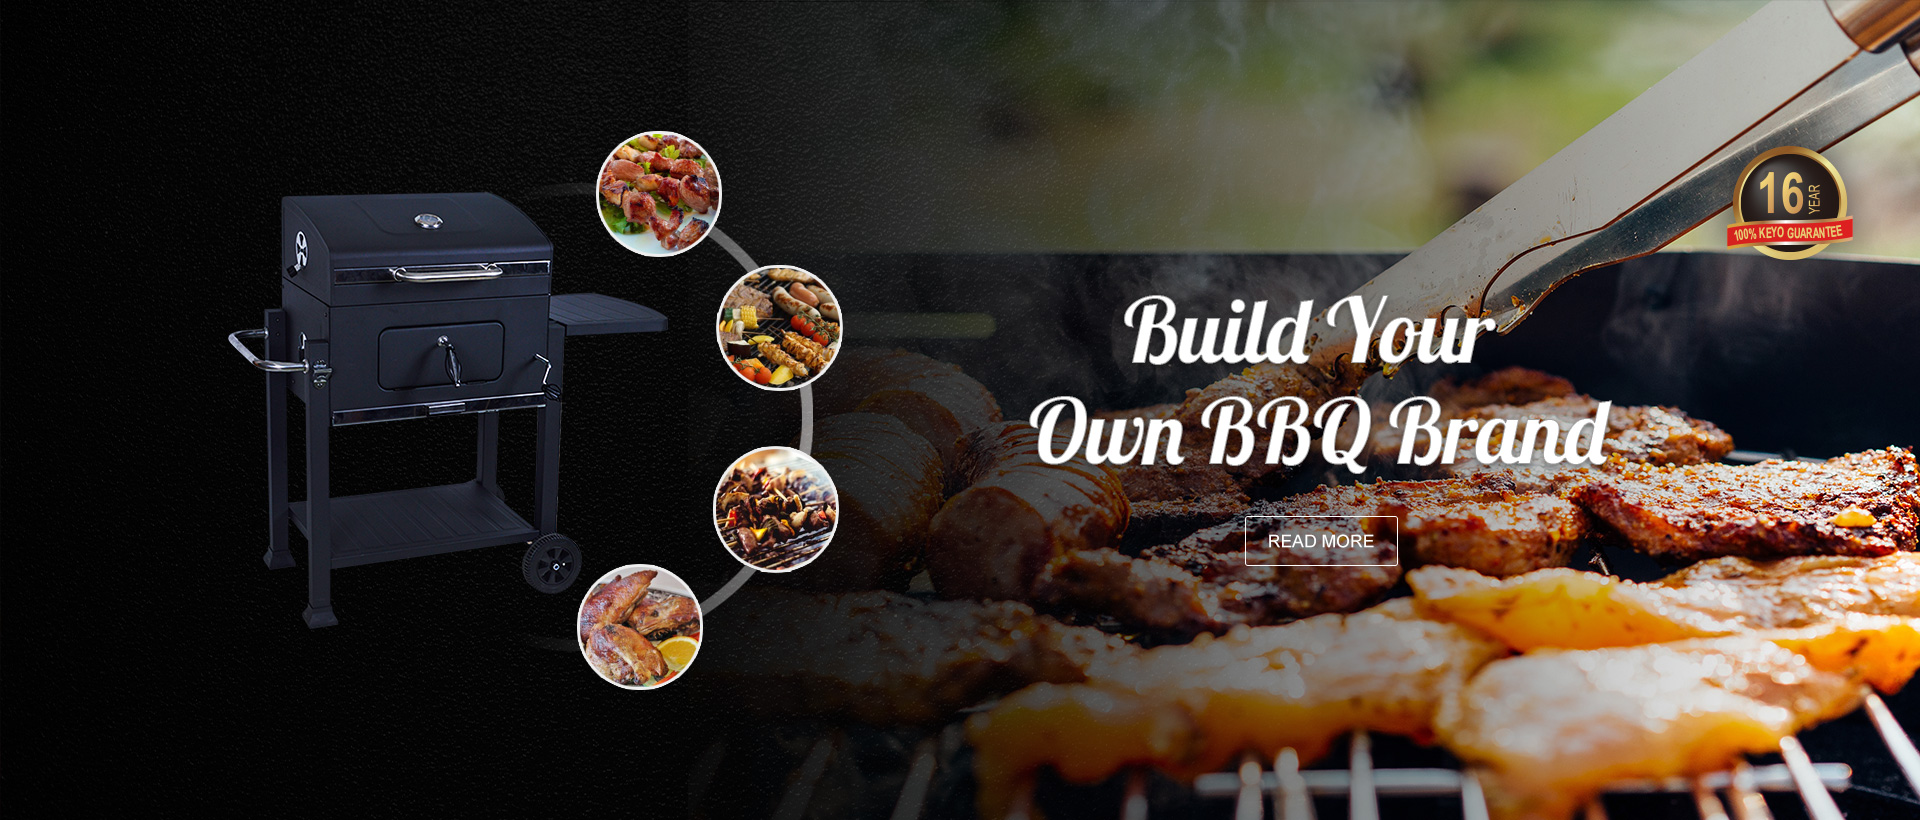 16
YEAR
100% KEYO GUARANTEE
Build Your
Own BBQ Brand
READ MORE